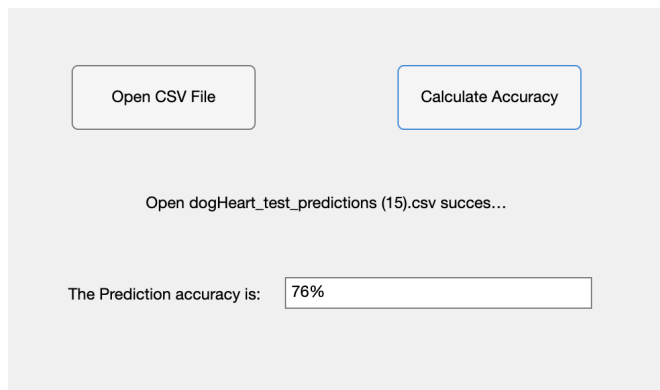 Open CSV File
Calculate Accuracy
Open dogHeart_test_predictions (15).csv succes…
The Prediction accuracy is:
76%